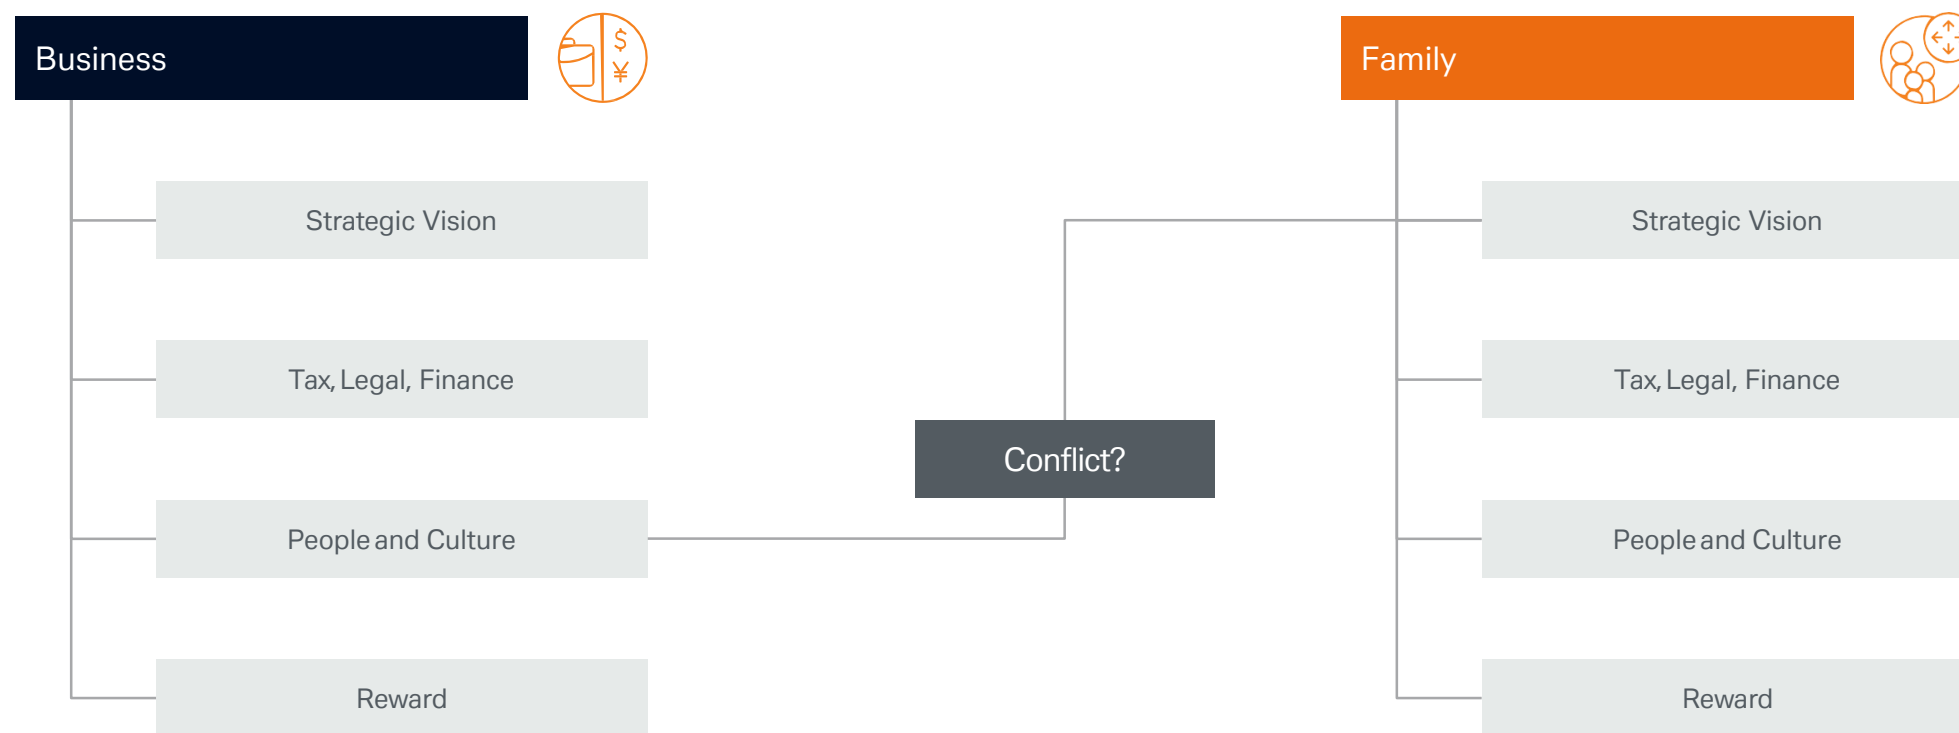 Business
$
¥
Family
Strategic Vision
Strategic Vision
Tax, Legal, Finance
Tax, Legal, Finance
Conflict?
People and Culture
People and Culture
Reward
Reward